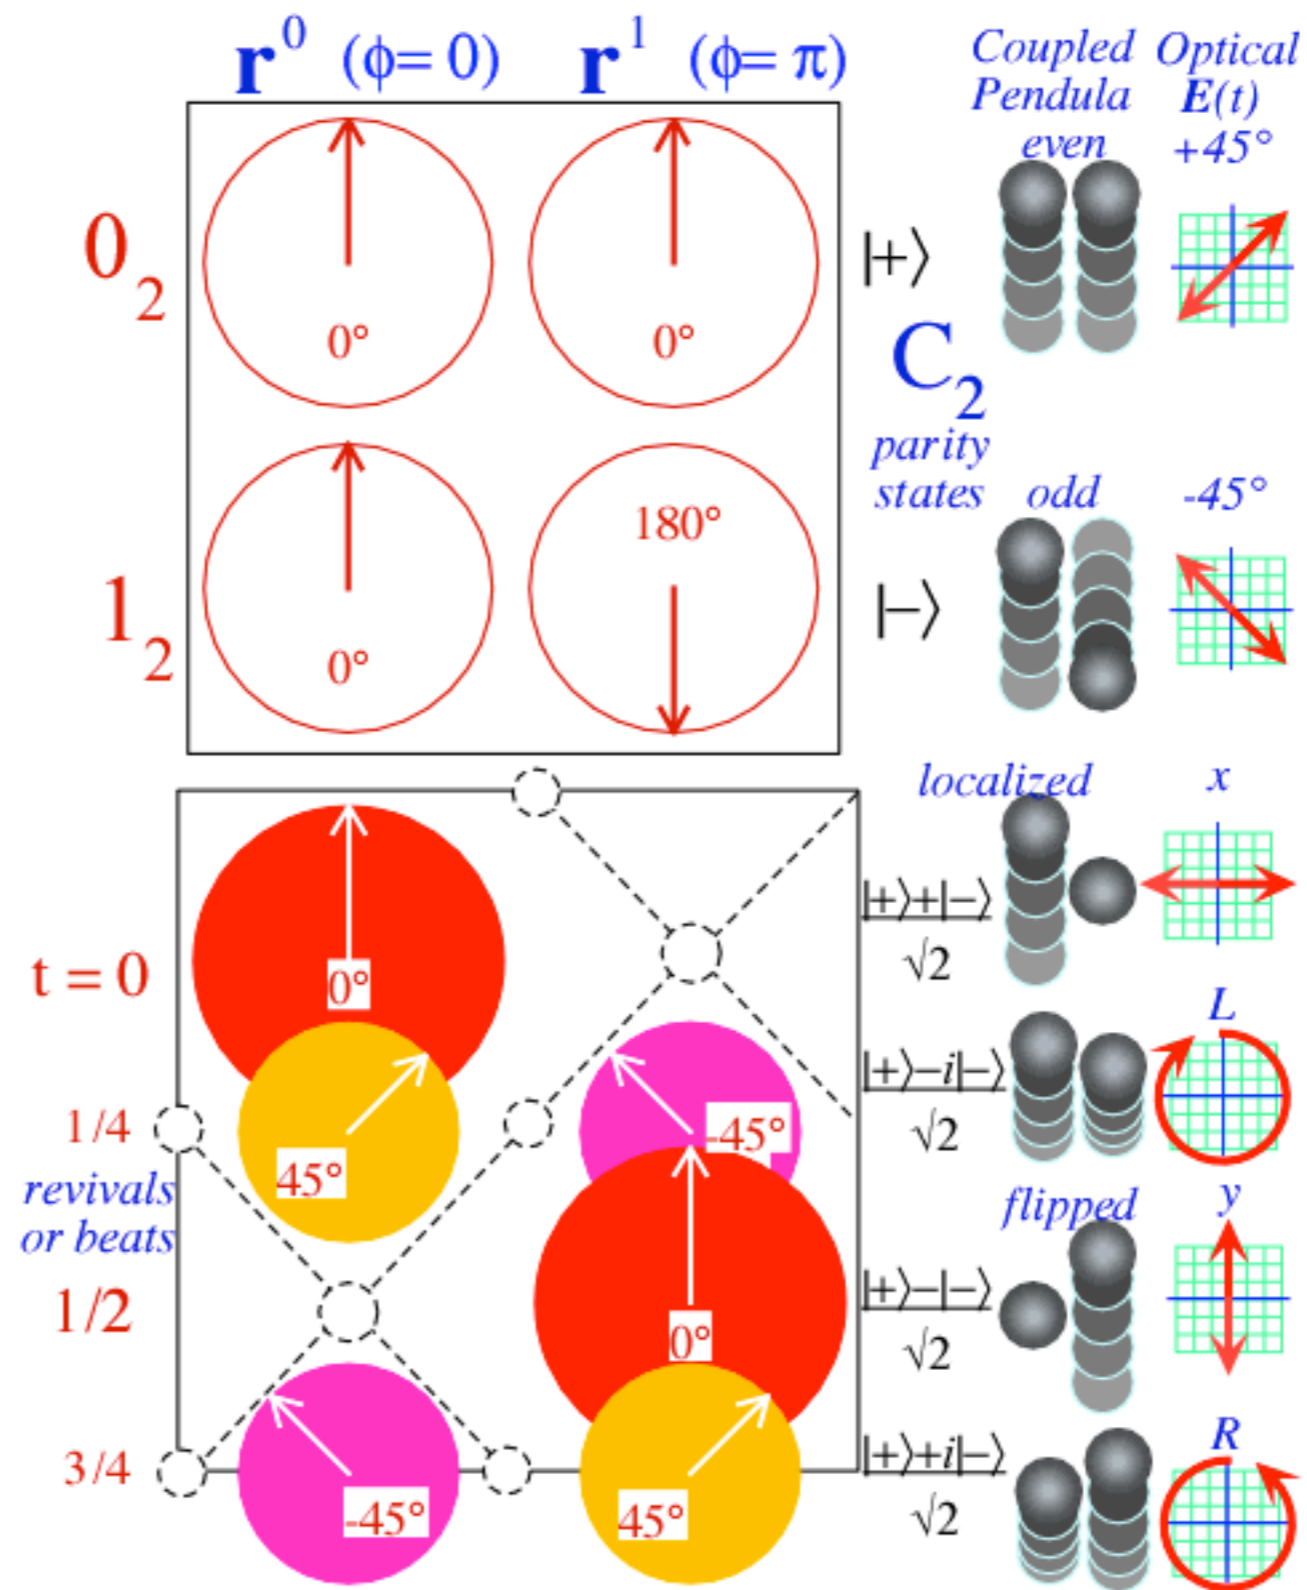 r⁰ (ϕ= 0) r¹ (ϕ= π)
Coupled Pendula even
Optical E(t) +45°
0₂
0°
0°
|+⟩
C₂
parity states
odd
-45°
1₂
0°
180°
|−⟩
localized
x
t = 0
0°
|+⟩+|−⟩
√2
L
1/4
45°
-45°
|+⟩−i|−⟩
√2
revivals
or beats
flipped
y
1/2
0°
|+⟩−|−⟩
√2
R
3/4
-45°
45°
|+⟩+i|−⟩
√2